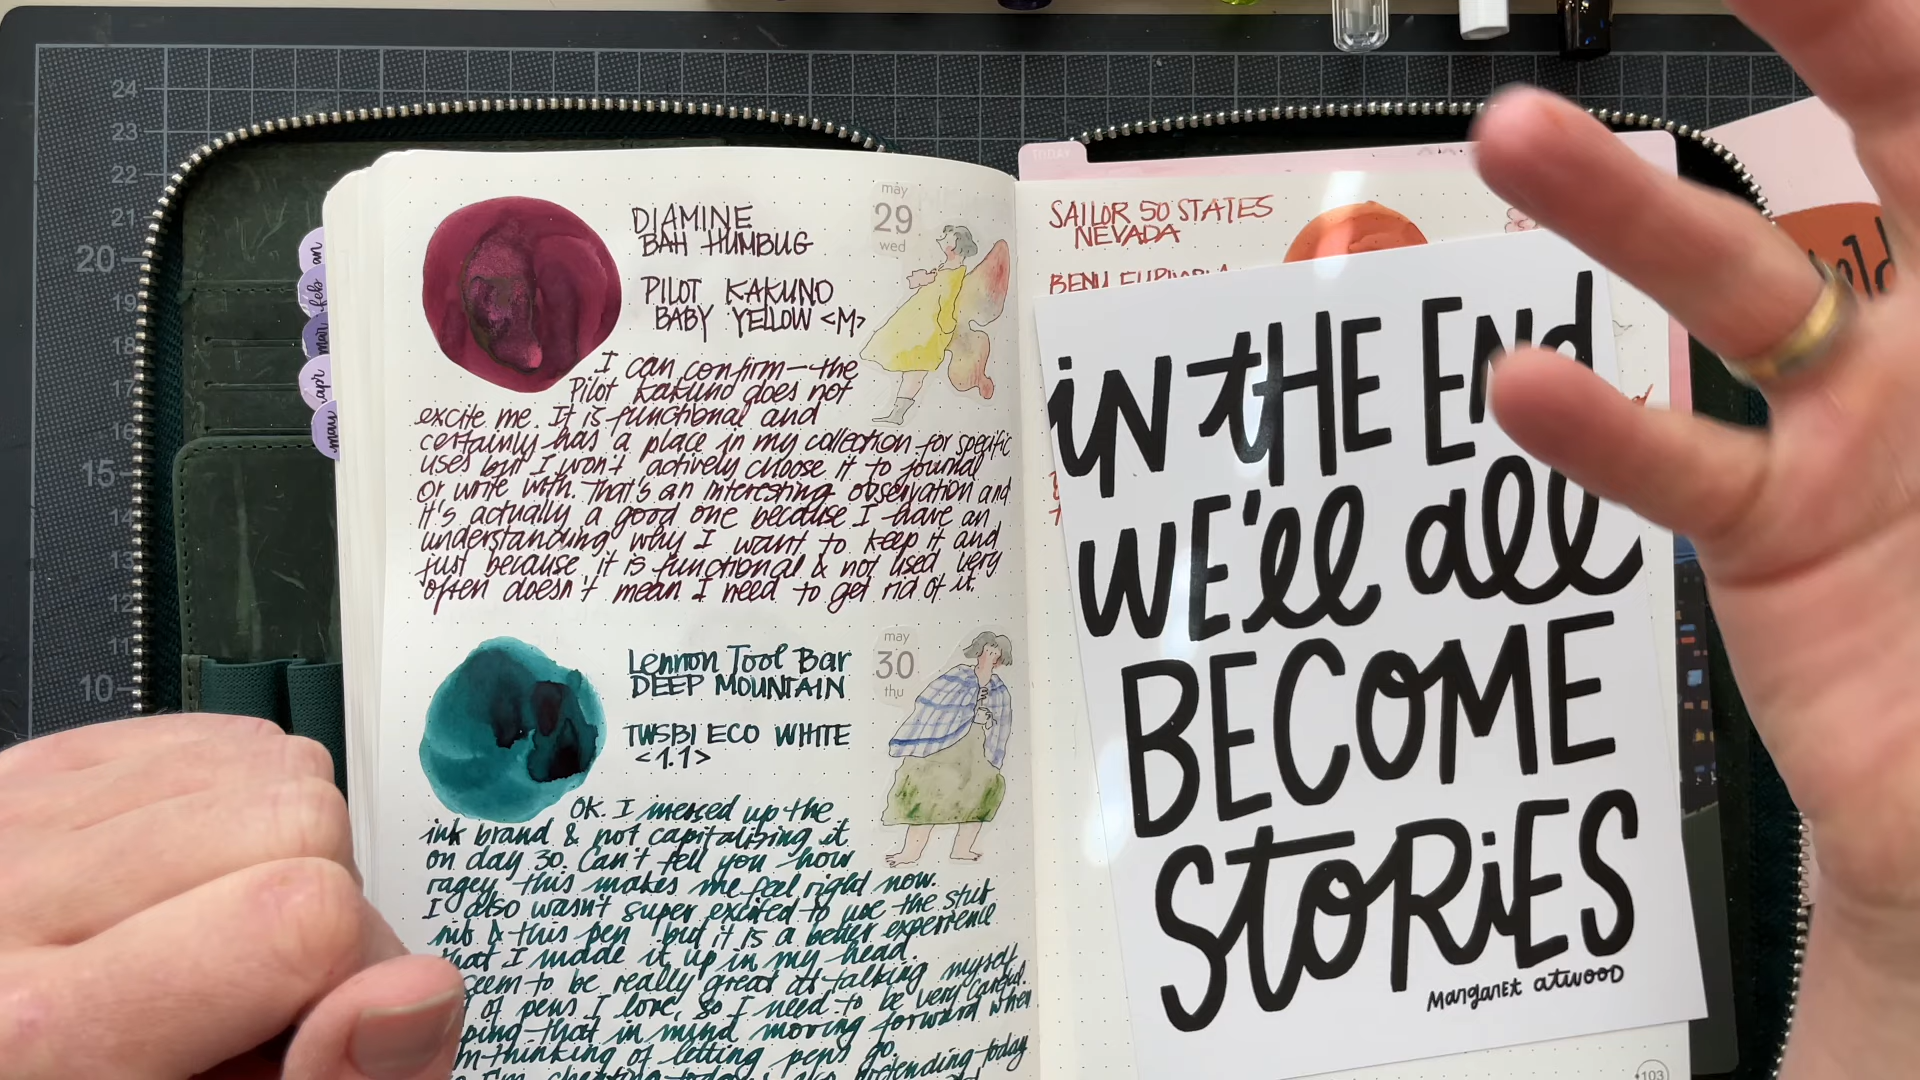 24
23
22
21
20
19
18
17
16
15
14
13
12
11
10
an
feb
mar
apr
may
DIAMINE
BAH HUMBUG
PILOT KAKUNO
BABY YELLOW <M>
may
29
wed
I can confirm—the
Pilot Kakuno does not
excite me. It is functional and
certainly has a place in my collection for specific
uses but I won't actively choose it to journal
or write with. That's an interesting observation and
it's actually a good one because I have an
understanding why I want to keep it and
just because it is functional & not used very
often doesn't mean I need to get rid of it.
Lennon Tool Bar
DEEP MOUNTAIN
TWSBI ECO WHITE
<1.1>
may
30
thu
OK. I messed up the
ink brand & not capitalizing it
on day 30. Can't tell you how
ragey this makes me feel right now.
I also wasn't super excited to use the stub
nib & this pen but it is a better experience
that I made it up in my head.
seem to be really great at talking myself
of pens I love, so I need to be very careful.
ping that in mind moving forward when
m thinking of letting pens go.
I'm cheating today also pretending today
TODAY
SAILOR 50 STATES
NEVADA
BENU EUPHORIA
iN tHE END
WE'll all
BECOME
StoRiES
Margaret atwood
103